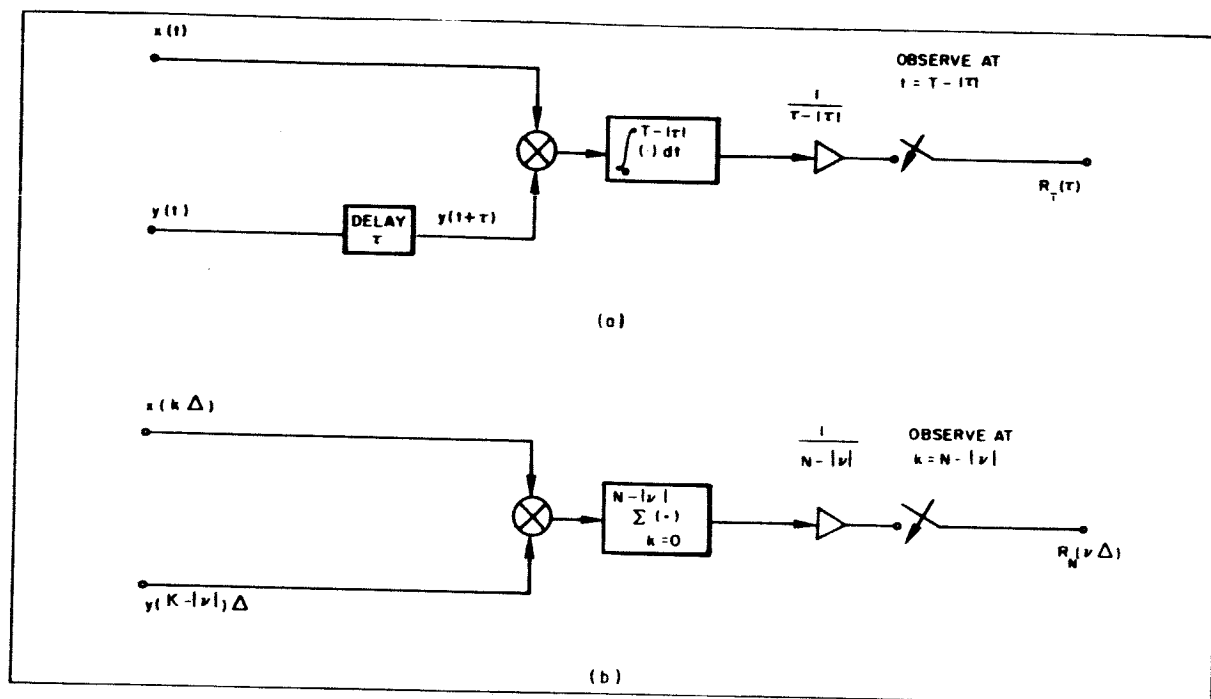 x(t)
OBSERVE AT
t = T-|τ|
1
τ-|τ|
T-|τ|
∫ (·) dt
o
y(t)
DELAY
τ
y(t+τ)
R_T(τ)
(a)
x(kΔ)
1
N-|ν|
OBSERVE AT
k=N-|ν|
N-|ν|
Σ (-)
k=0
y(K-|ν|)Δ
R_N(νΔ)
(b)